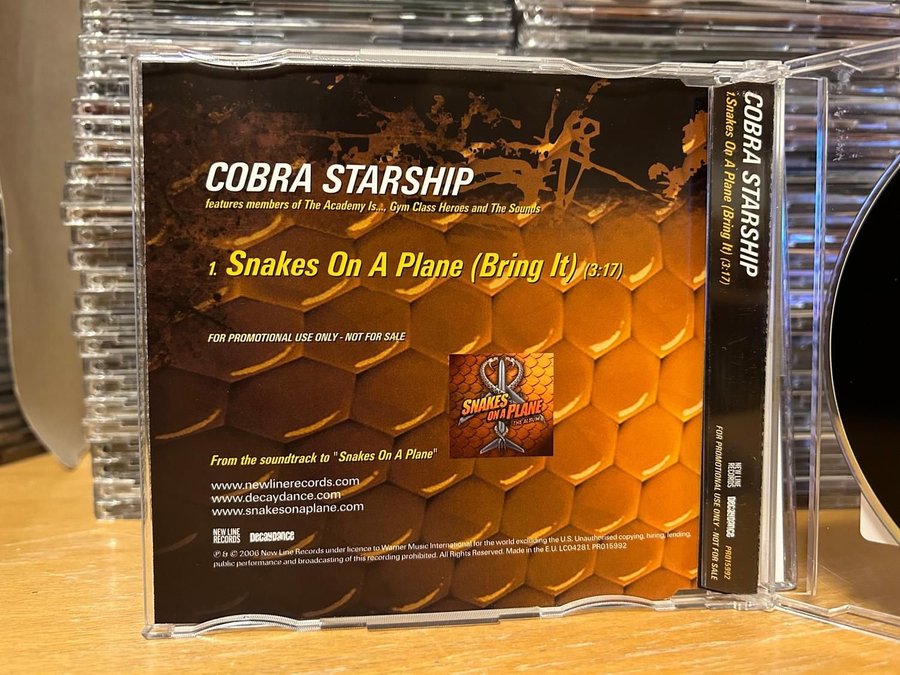 COBRA STARSHIP
features members of The Academy Is..., Gym Class Heroes and The Sounds
1. Snakes On A Plane (Bring It) (3:17)
FOR PROMOTIONAL USE ONLY - NOT FOR SALE
SNAKES
ON A PLANE
THE ALBUM
From the soundtrack to "Snakes On A Plane"
www.newlinerecords.com
www.decaydance.com
www.snakesonaplane.com
NEW LINE
RECORDS
DECAYDANCE
℗ & © 2006 New Line Records under licence to Warner Music International for the world excluding the U.S. Unauthorised copying, hiring, lending,
public performance and broadcasting of this recording prohibited. All Rights Reserved. Made in the E.U. LC04281. PR015992
COBRA STARSHIP
1. Snakes On A Plane (Bring It) (3:17)
FOR PROMOTIONAL USE ONLY - NOT FOR SALE
NEW LINE
RECORDS
DECAYDANCE
PR015992